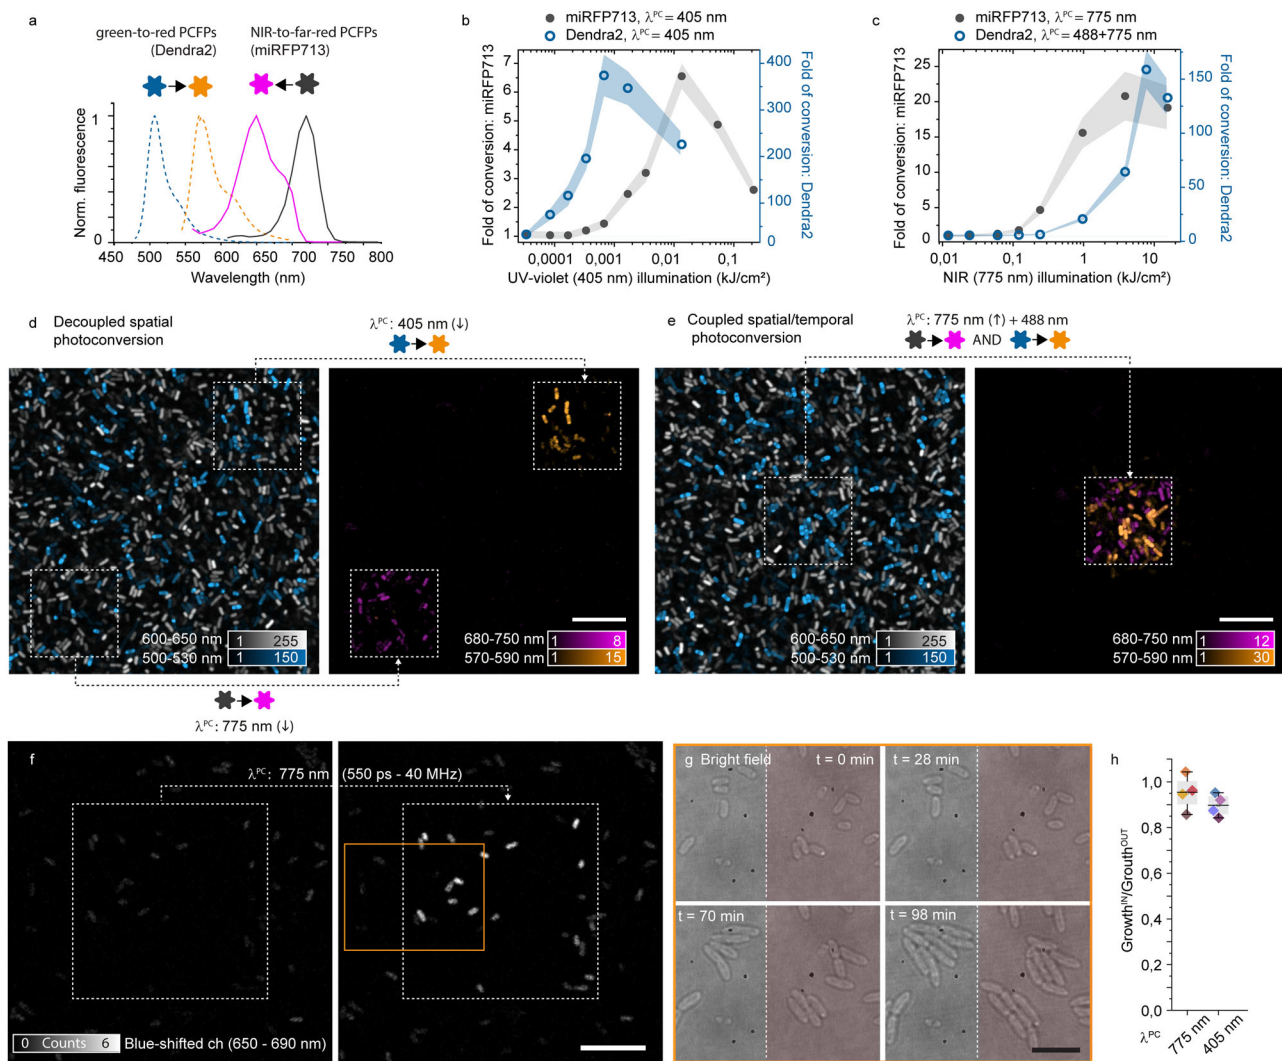 a
green-to-red PCFPs
(Dendra2)
NIR-to-far-red PCFPs
(miRFP713)
Norm. fluorescence
1
0
450 500 550 600 650 700 750 800
Wavelength (nm)
b
miRFP713, λᴾᶜ = 405 nm
Dendra2, λᴾᶜ = 405 nm
Fold of conversion: miRFP713
7
6
5
4
3
2
1
Fold of conversion: Dendra2
400
300
200
100
0
0,0001 0,001 0,01 0,1
UV-violet (405 nm) illumination (kJ/cm²)
c
miRFP713, λᴾᶜ = 775 nm
Dendra2, λᴾᶜ = 488+775 nm
Fold of conversion: miRFP713
25
20
15
10
5
0
Fold of conversion: Dendra2
150
100
50
0
0,01 0,1 1 10
NIR (775 nm) illumination (kJ/cm²)
d Decoupled spatial
photoconversion
λᴾᶜ: 405 nm (↓)
600-650 nm 1 255
500-530 nm 1 150
680-750 nm 1 8
570-590 nm 1 15
λᴾᶜ: 775 nm (↓)
e Coupled spatial/temporal
photoconversion
λᴾᶜ: 775 nm (↑) + 488 nm
AND
600-650 nm 1 255
500-530 nm 1 150
680-750 nm 1 12
570-590 nm 1 30
f
λᴾᶜ: 775 nm (550 ps - 40 MHz)
0 Counts 6 Blue-shifted ch (650 - 690 nm)
g Bright field
t = 0 min
t = 28 min
t = 70 min
t = 98 min
h
Growthᴵᴺ/Grouthᴼᵁᵀ
1,0
0,8
0,6
0,4
0,2
0,0
λᴾᶜ 775 nm 405 nm